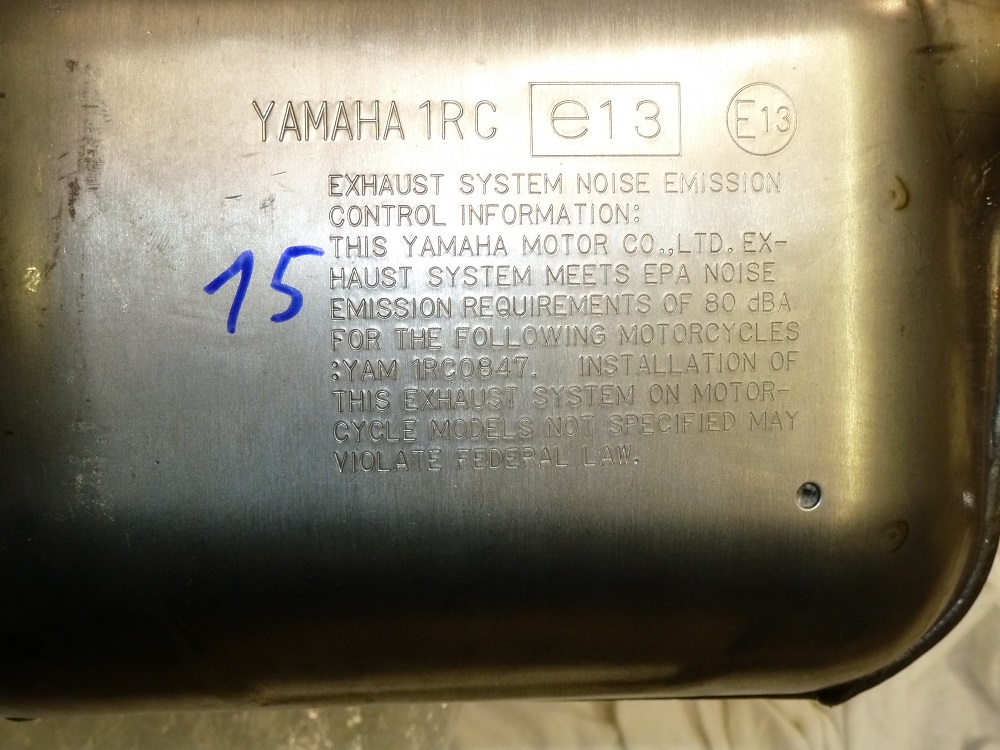 YAMAHA 1RC e13 E13
EXHAUST SYSTEM NOISE EMISSION
CONTROL INFORMATION:
THIS YAMAHA MOTOR CO.,LTD. EX-
HAUST SYSTEM MEETS EPA NOISE
EMISSION REQUIREMENTS OF 80 dBA
FOR THE FOLLOWING MOTORCYCLES
:YAM 1RC0847. INSTALLATION OF
THIS EXHAUST SYSTEM ON MOTOR-
CYCLE MODELS NOT SPECIFIED MAY
VIOLATE FEDERAL LAW.
15